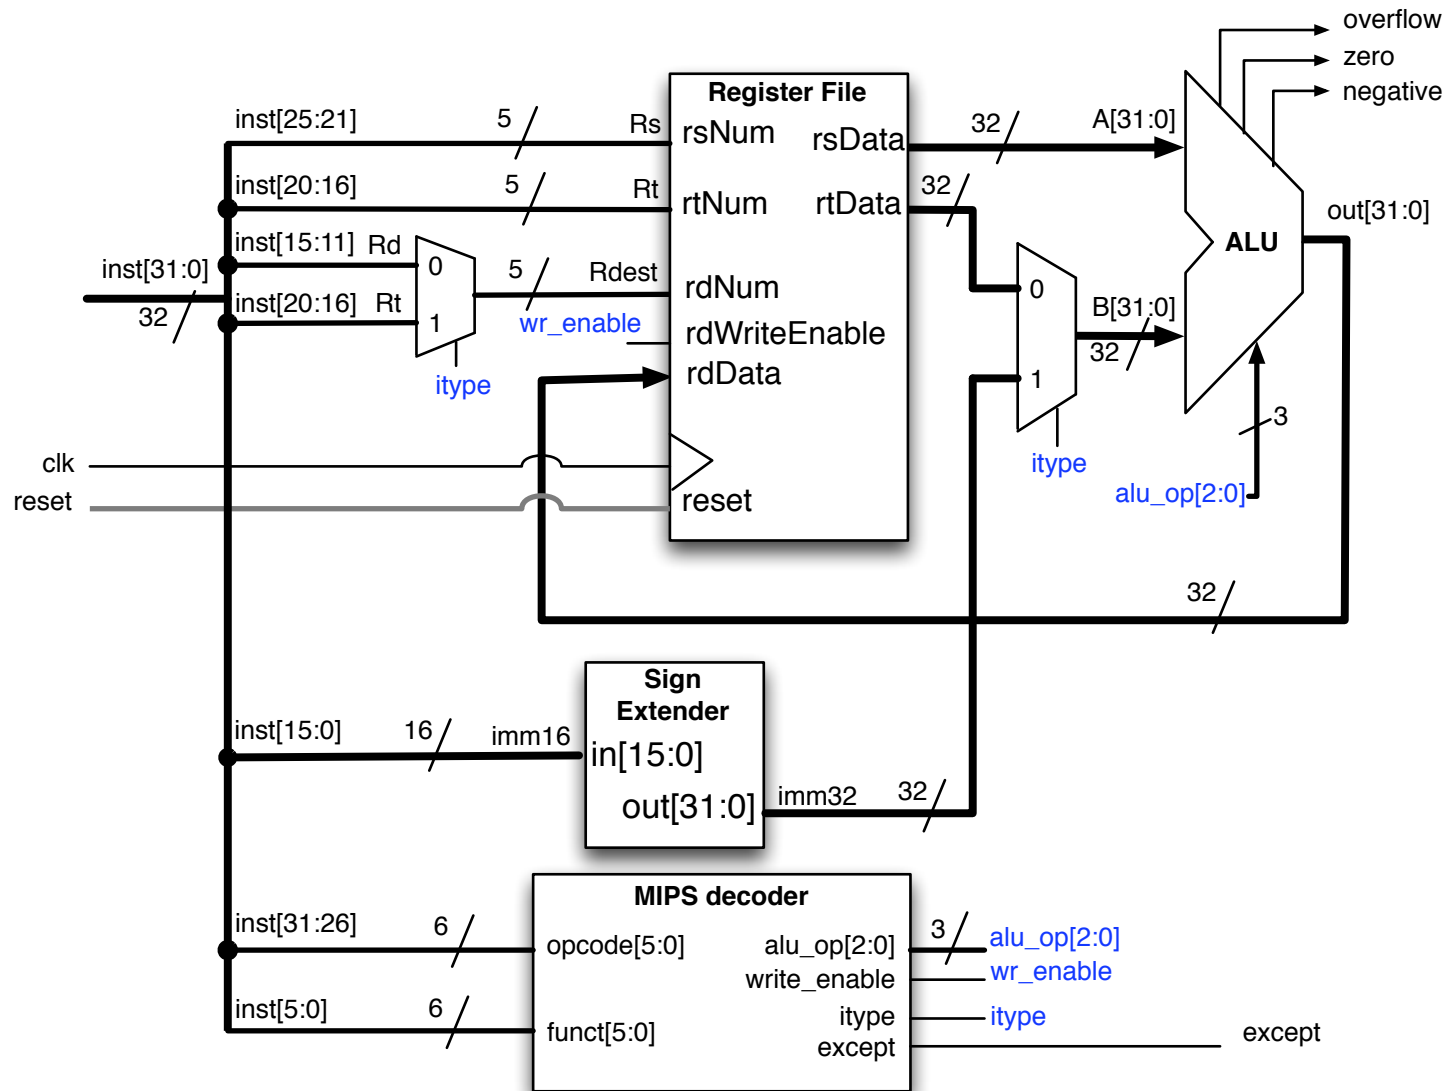 overflow
zero
negative
Register File
inst[25:21] 5 Rs rsNum rsData 32 A[31:0]
inst[20:16] 5 Rt rtNum rtData 32
inst[15:11] Rd 0
out[31:0]
ALU
inst[31:0] 32
inst[20:16] Rt 1
5 Rdest rdNum
0
wr_enable rdWriteEnable
B[31:0]
32
rdData
1
itype
3
clk
itype
alu_op[2:0]
reset reset
32
Sign
Extender
inst[15:0] 16 imm16 in[15:0]
out[31:0] imm32 32
MIPS decoder
inst[31:26] 6 opcode[5:0] alu_op[2:0] 3 alu_op[2:0]
write_enable wr_enable
inst[5:0] 6 funct[5:0] itype itype
except except